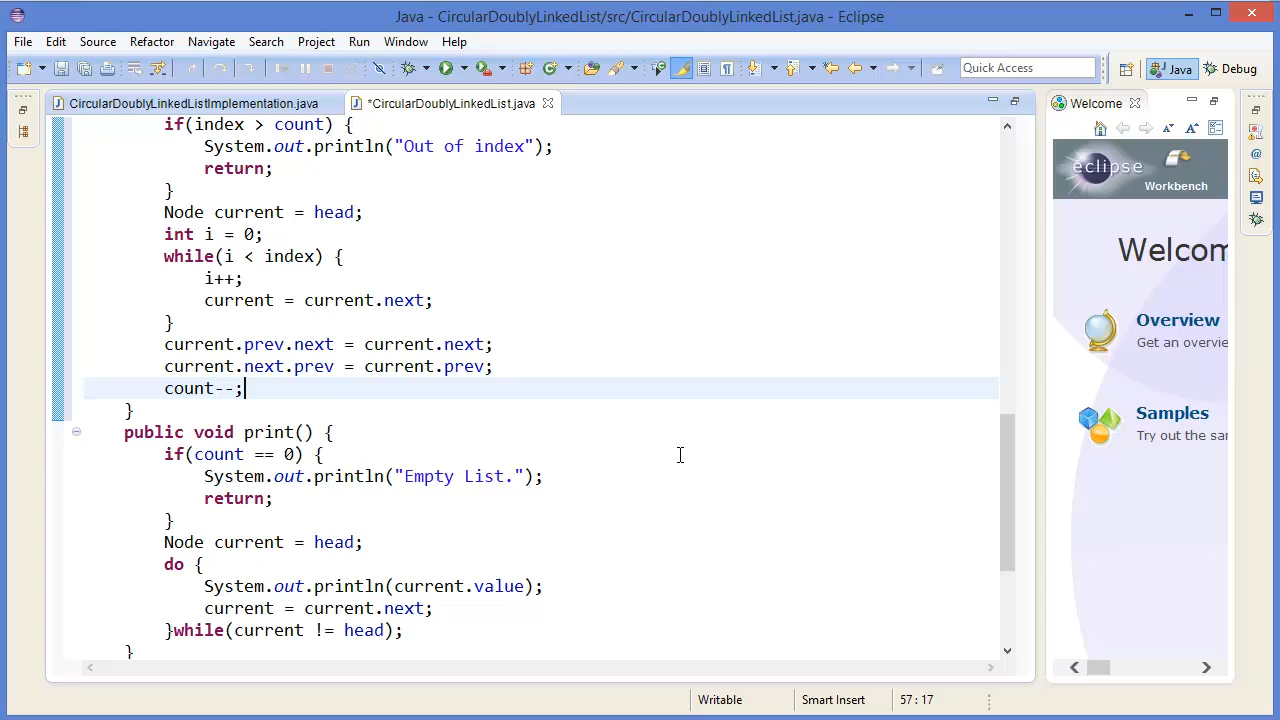 Java - CircularDoublyLinkedList/src/CircularDoublyLinkedList.java - Eclipse
File Edit Source Refactor Navigate Search Project Run Window Help
Quick Access Java Debug
CircularDoublyLinkedListImplementation.java *CircularDoublyLinkedList.java Welcome
if(index > count) {
System.out.println("Out of index");
return;
}
Node current = head;
int i = 0;
while(i < index) {
i++;
current = current.next;
}
current.prev.next = current.next;
current.next.prev = current.prev;
count--;
}
public void print() {
if(count == 0) {
System.out.println("Empty List.");
return;
}
Node current = head;
do {
System.out.println(current.value);
current = current.next;
}while(current != head);
}
eclipse
Workbench
Welcom
Overview
Get an overvie
Samples
Try out the sar
Writable Smart Insert 57 : 17